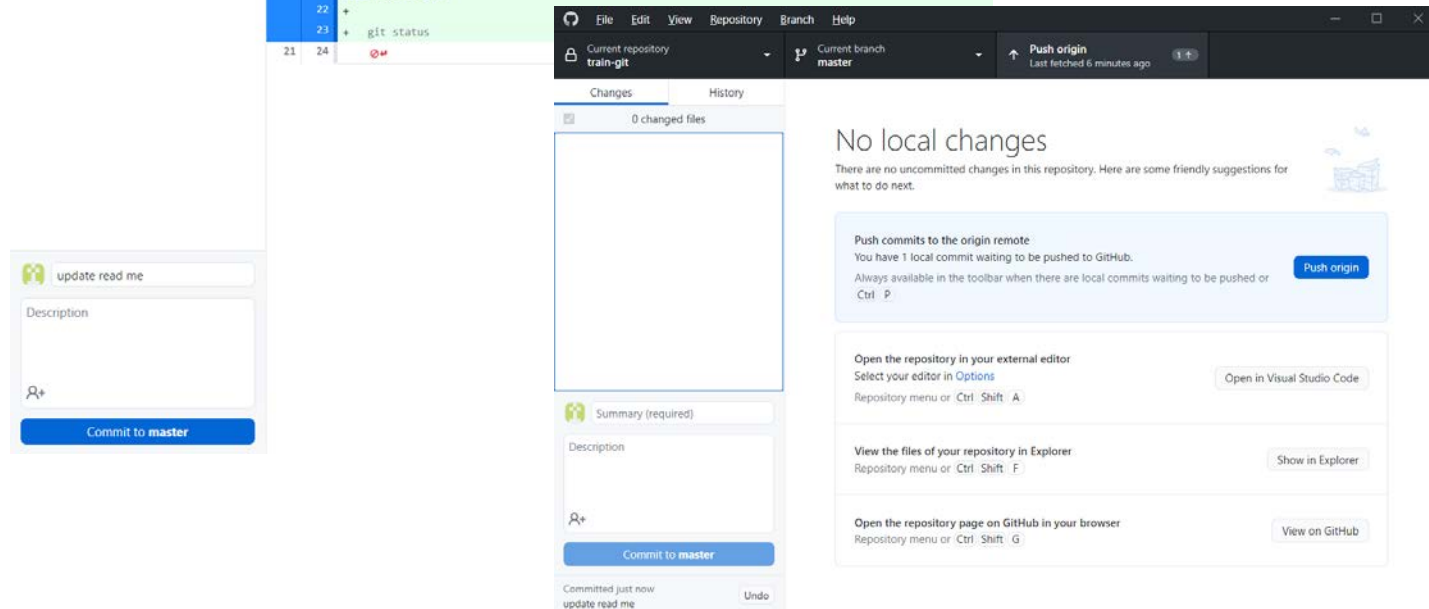 22 +
23 + git status
21 24
update read me
Description
Commit to master
File Edit View Repository Branch Help
Current repository
train-git
Current branch
master
Push origin
Last fetched 6 minutes ago
1
Changes History
0 changed files
No local changes
There are no uncommitted changes in this repository. Here are some friendly suggestions for
what to do next.
Push commits to the origin remote
You have 1 local commit waiting to be pushed to GitHub.
Always available in the toolbar when there are local commits waiting to be pushed or
Ctrl P
Push origin
Open the repository in your external editor
Select your editor in Options
Repository menu or Ctrl Shift A
Open in Visual Studio Code
View the files of your repository in Explorer
Repository menu or Ctrl Shift F
Show in Explorer
Open the repository page on GitHub in your browser
Repository menu or Ctrl Shift G
View on GitHub
Summary (required)
Description
Commit to master
Committed just now
update read me
Undo